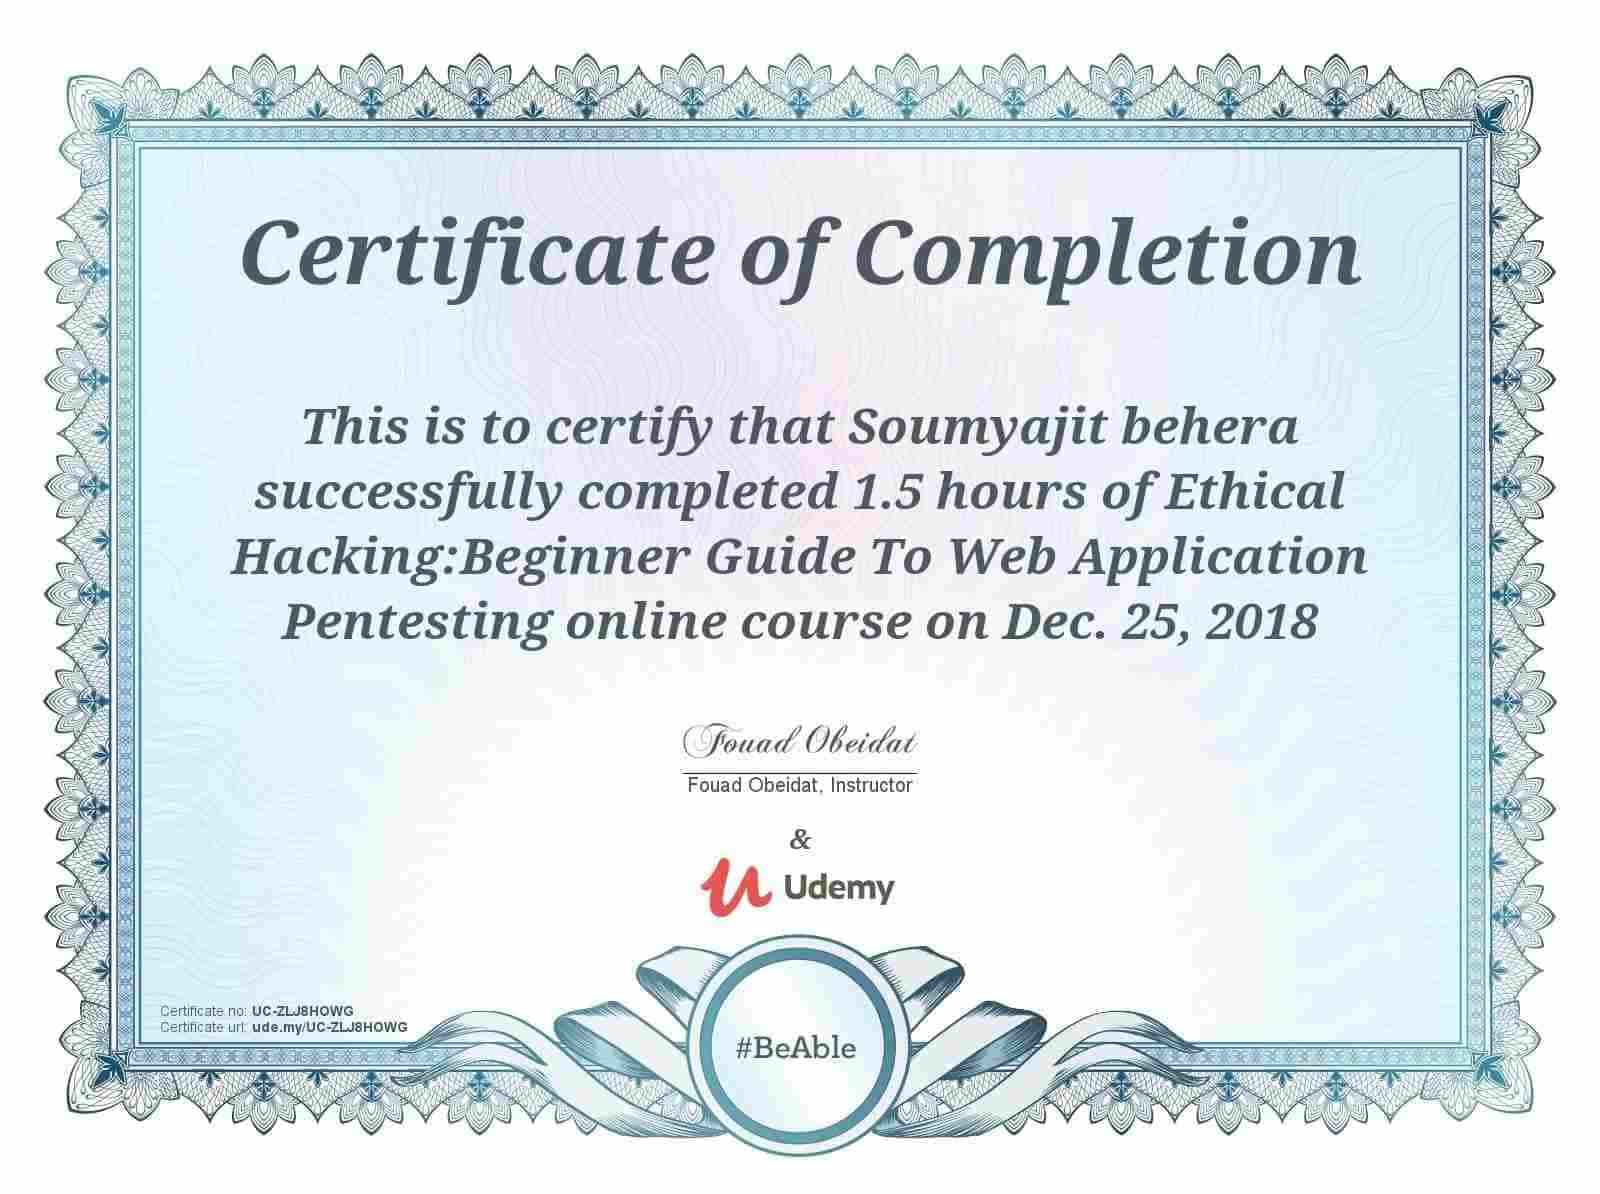 Certificate of Completion
This is to certify that Soumyajit behera
successfully completed 1.5 hours of Ethical
Hacking:Beginner Guide To Web Application
Pentesting online course on Dec. 25, 2018
Fouad Obeidat
Fouad Obeidat, Instructor
&
Udemy
Certificate no: UC-ZLJ8HOWG
Certificate url: ude.my/UC-ZLJ8HOWG
#BeAble